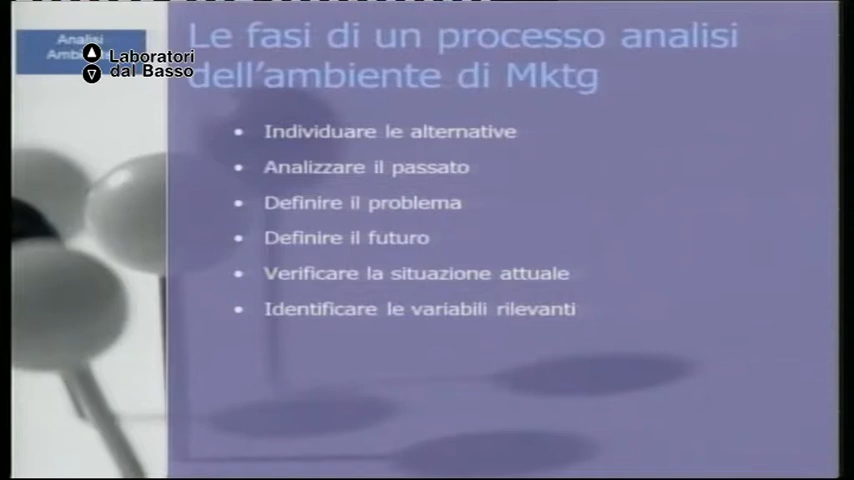 Analisi
Laboratori
dal Basso
Le fasi di un processo analisi
dell'ambiente di Mktg
• Individuare le alternative
• Analizzare il passato
• Definire il problema
• Definire il futuro
• Verificare la situazione attuale
• Identificare le variabili rilevanti